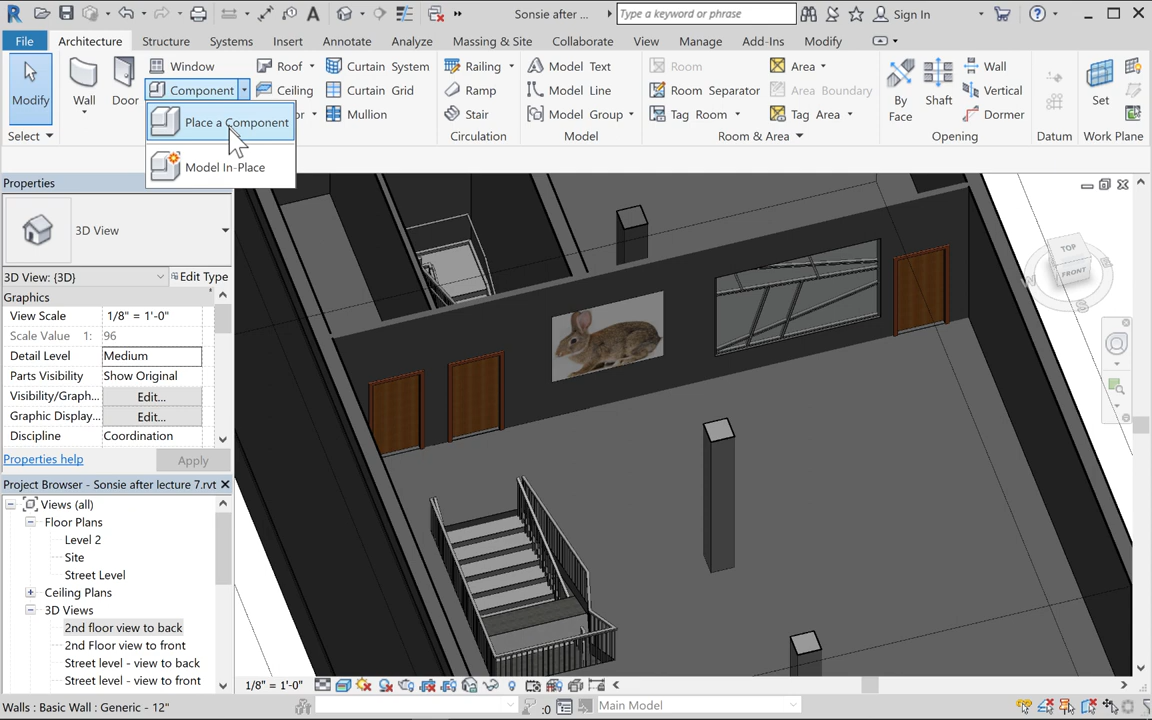 Sonsie after ...
Type a keyword or phrase
Sign In
File
Architecture
Structure
Systems
Insert
Annotate
Analyze
Massing & Site
Collaborate
View
Manage
Add-Ins
Modify
Modify
Select
Wall
Door
Window
Component
Place a Component
Model In-Place
Roof
Ceiling
Curtain System
Curtain Grid
Mullion
Railing
Ramp
Stair
Circulation
Model Text
Model Line
Model Group
Model
Room
Room Separator
Tag Room
Area
Area Boundary
Tag Area
Room & Area
By Face
Shaft
Wall
Vertical
Dormer
Opening
Datum
Set
Work Plane
Properties
3D View
3D View: {3D}
Edit Type
Graphics
View Scale 1/8" = 1'-0"
Scale Value 1: 96
Detail Level Medium
Parts Visibility Show Original
Visibility/Graph... Edit...
Graphic Display... Edit...
Discipline Coordination
Properties help
Apply
Project Browser - Sonsie after lecture 7.rvt
Views (all)
Floor Plans
Level 2
Site
Street Level
Ceiling Plans
3D Views
2nd floor view to back
2nd Floor view to front
Street level - view to back
Street level - view to front
TOP
FRONT
1/8" = 1'-0"
Walls : Basic Wall : Generic - 12"
:0
Main Model